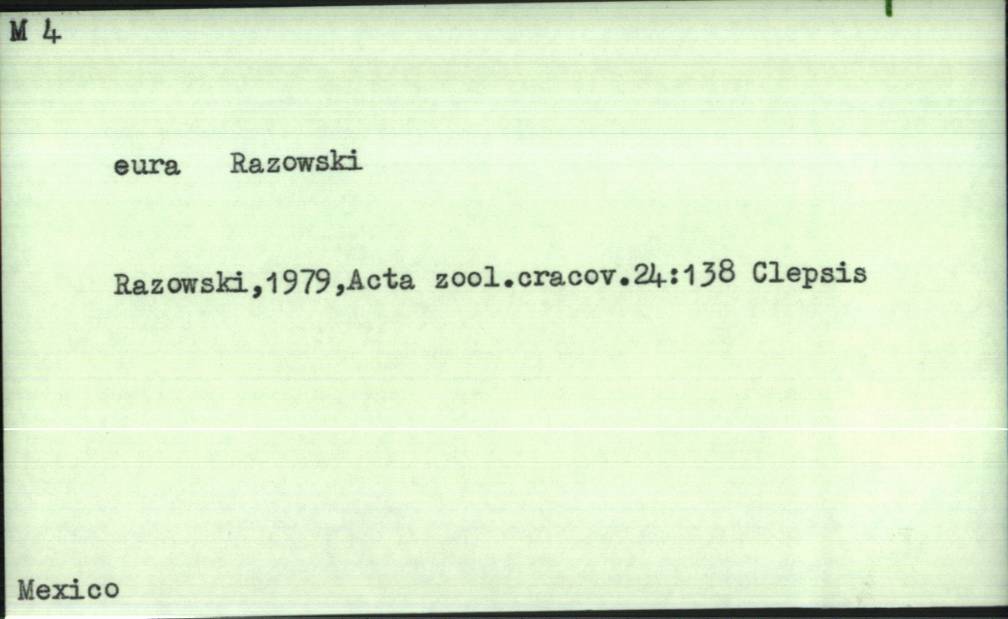 M 4
eura Razowski
Razowski,1979,Acta zool.cracov.24:138 Clepsis
Mexico